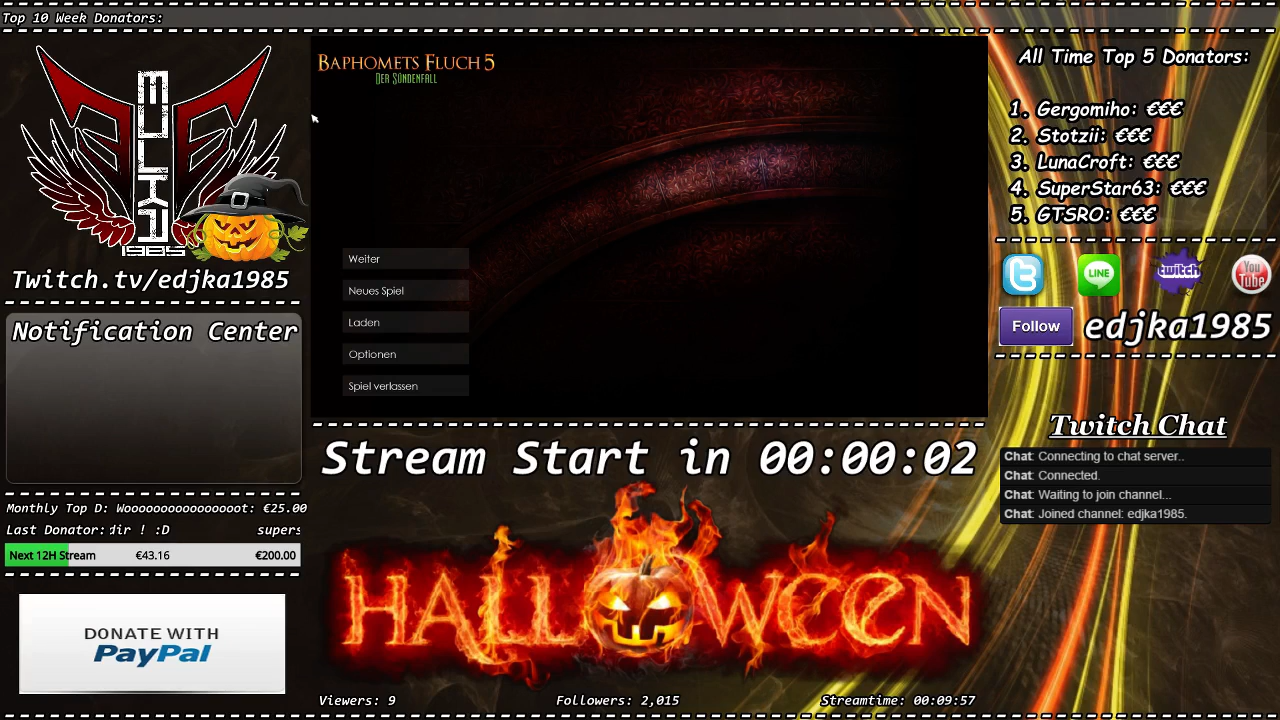 Top 10 Week Donators:
EDJKA
1985
Twitch.tv/edjka1985
Notification Center
Monthly Top D: Wooooooooooooooooot: €25.00
Last Donator: dir ! :D supers
Next 12H Stream €43.16 €200.00
DONATE WITH
PayPal
BAPHOMETS FLUCH 5
DER SÜNDENFALL
Weiter
Neues Spiel
Laden
Optionen
Spiel verlassen
Stream Start in 00:00:02
HALLOWEEN
Viewers: 9 Followers: 2,015 Streamtime: 00:09:57
All Time Top 5 Donators:
1. Gergomiho: €€€
2. Stotzii: €€€
3. LunaCroft: €€€
4. SuperStar63: €€€
5. GTSRO: €€€
LINE twitch You Tube
Follow edjka1985
Twitch Chat
Chat: Connecting to chat server..
Chat: Connected.
Chat: Waiting to join channel...
Chat: Joined channel: edjka1985.